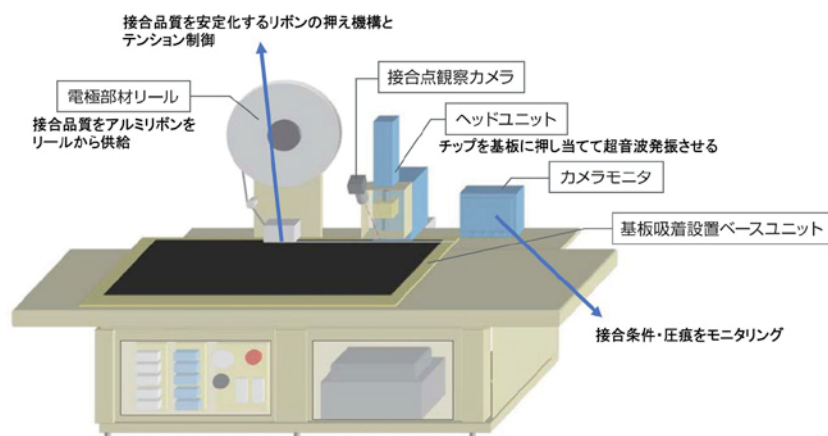 接合品質を安定化するリボンの押え機構と
テンション制御
電極部材リール
接合品質をアルミリボンを
リールから供給
接合点観察カメラ
ヘッドユニット
チップを基板に押し当てて超音波発振させる
カメラモニタ
基板吸着設置ベースユニット
接合条件・圧痕をモニタリング